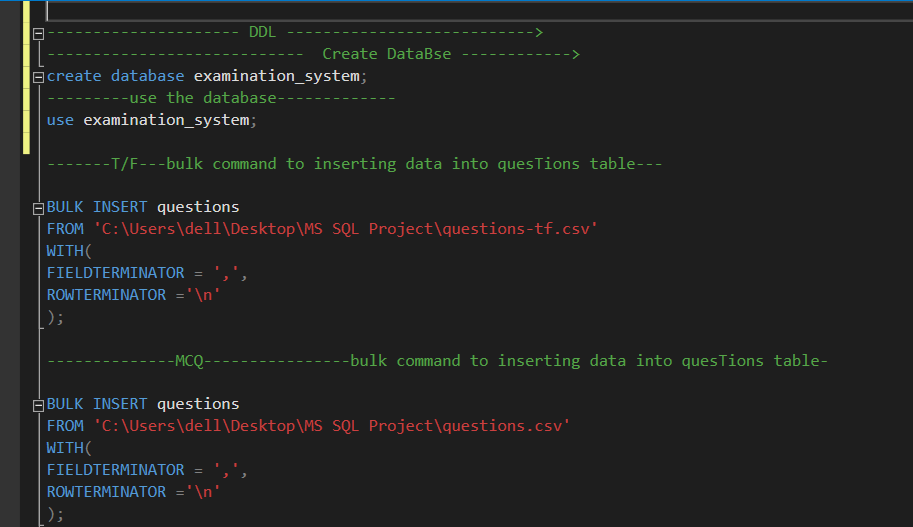 --------------------- DDL --------------------------->
---------------------------- Create DataBse ------------>
create database examination_system;
---------use the database-------------
use examination_system;
-------T/F---bulk command to inserting data into quesTions table---
BULK INSERT questions
FROM 'C:\Users\dell\Desktop\MS SQL Project\questions-tf.csv'
WITH(
FIELDTERMINATOR = ',',
ROWTERMINATOR ='\n'
);
--------------MCQ----------------bulk command to inserting data into quesTions table-
BULK INSERT questions
FROM 'C:\Users\dell\Desktop\MS SQL Project\questions.csv'
WITH(
FIELDTERMINATOR = ',',
ROWTERMINATOR ='\n'
);